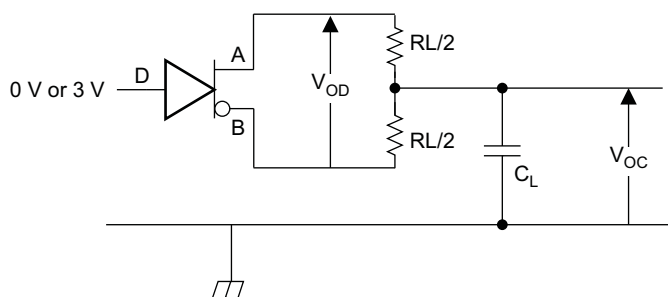 A
RL/2
0 V or 3 V
D
V_OD
B
RL/2
C_L
V_OC